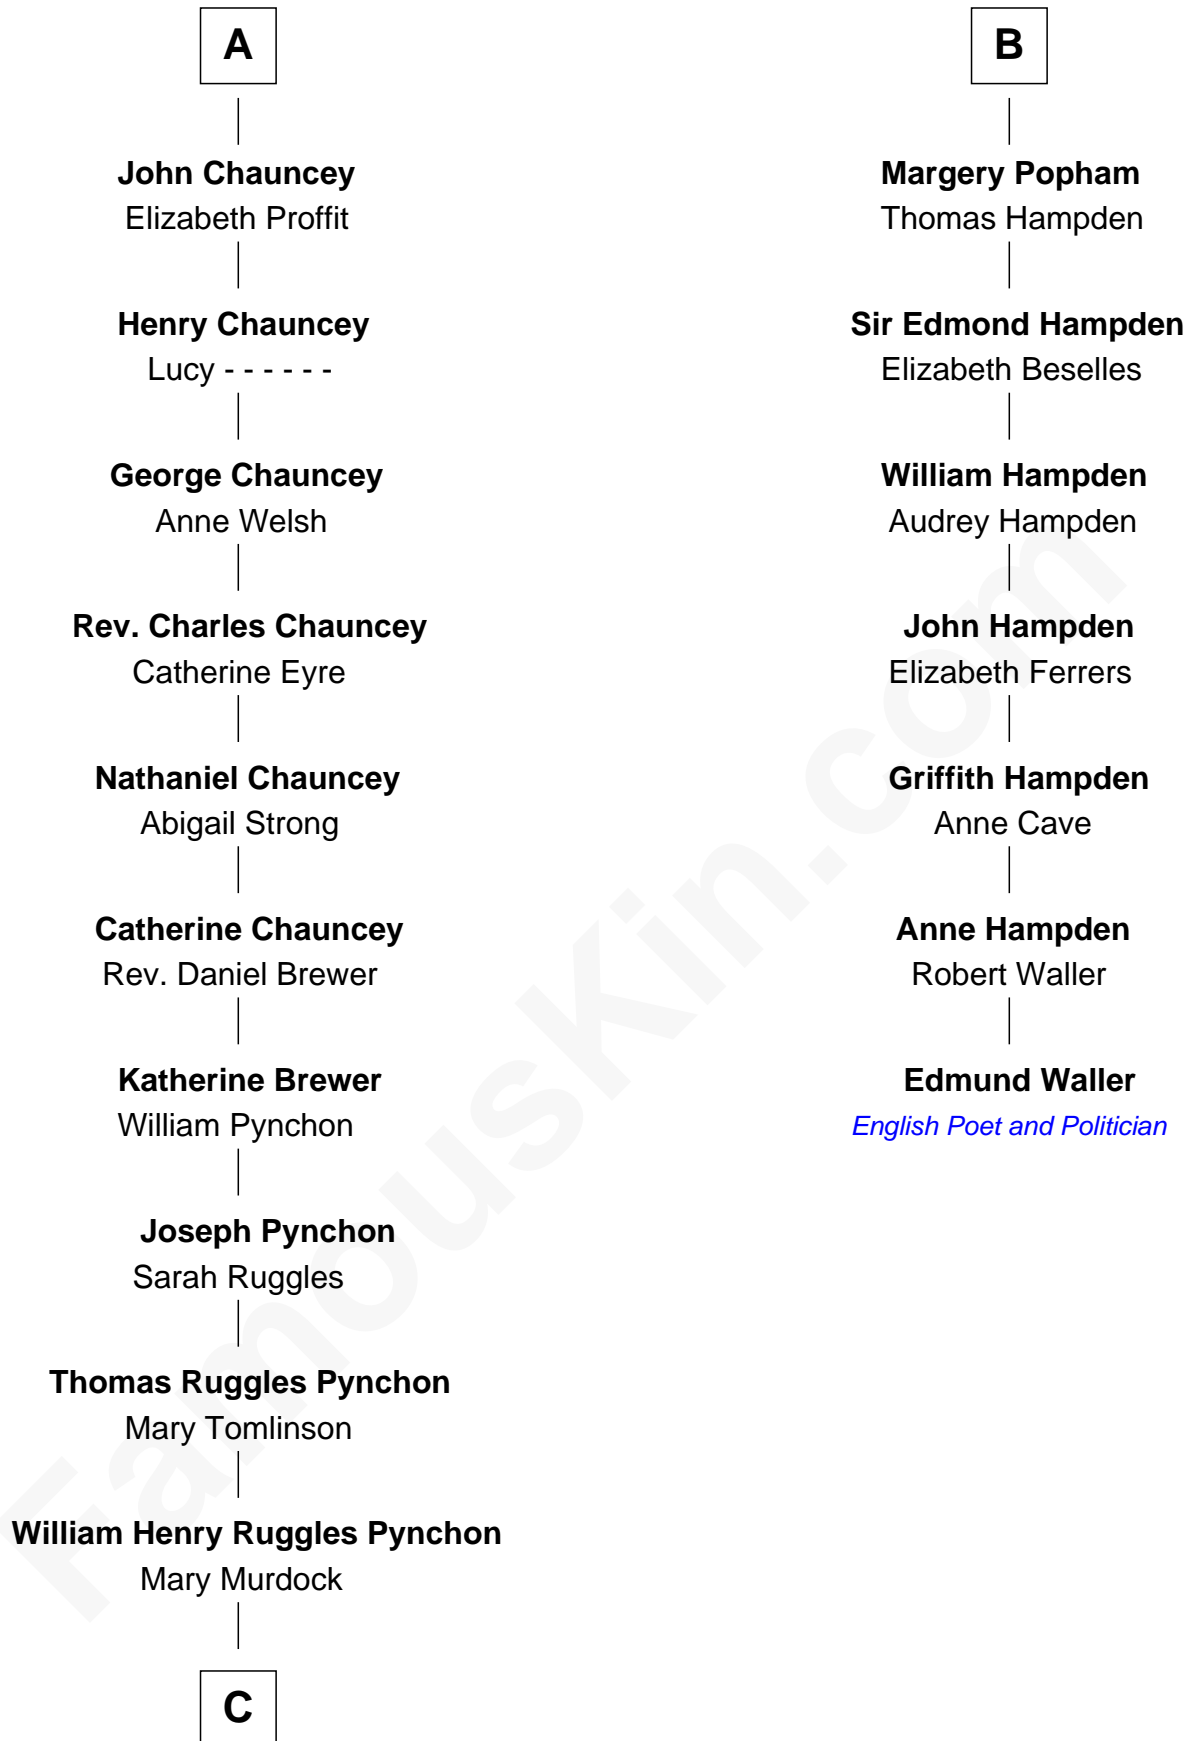 A
John Chauncey
Elizabeth Proffit
Henry Chauncey
Lucy - - - - - -
George Chauncey
Anne Welsh
Rev. Charles Chauncey
Catherine Eyre
Nathaniel Chauncey
Abigail Strong
Catherine Chauncey
Rev. Daniel Brewer
Katherine Brewer
William Pynchon
Joseph Pynchon
Sarah Ruggles
Thomas Ruggles Pynchon
Mary Tomlinson
William Henry Ruggles Pynchon
Mary Murdock
C
B
Margery Popham
Thomas Hampden
Sir Edmond Hampden
Elizabeth Beselles
William Hampden
Audrey Hampden
John Hampden
Elizabeth Ferrers
Griffith Hampden
Anne Cave
Anne Hampden
Robert Waller
Edmund Waller
English Poet and Politician
FamousKin.com